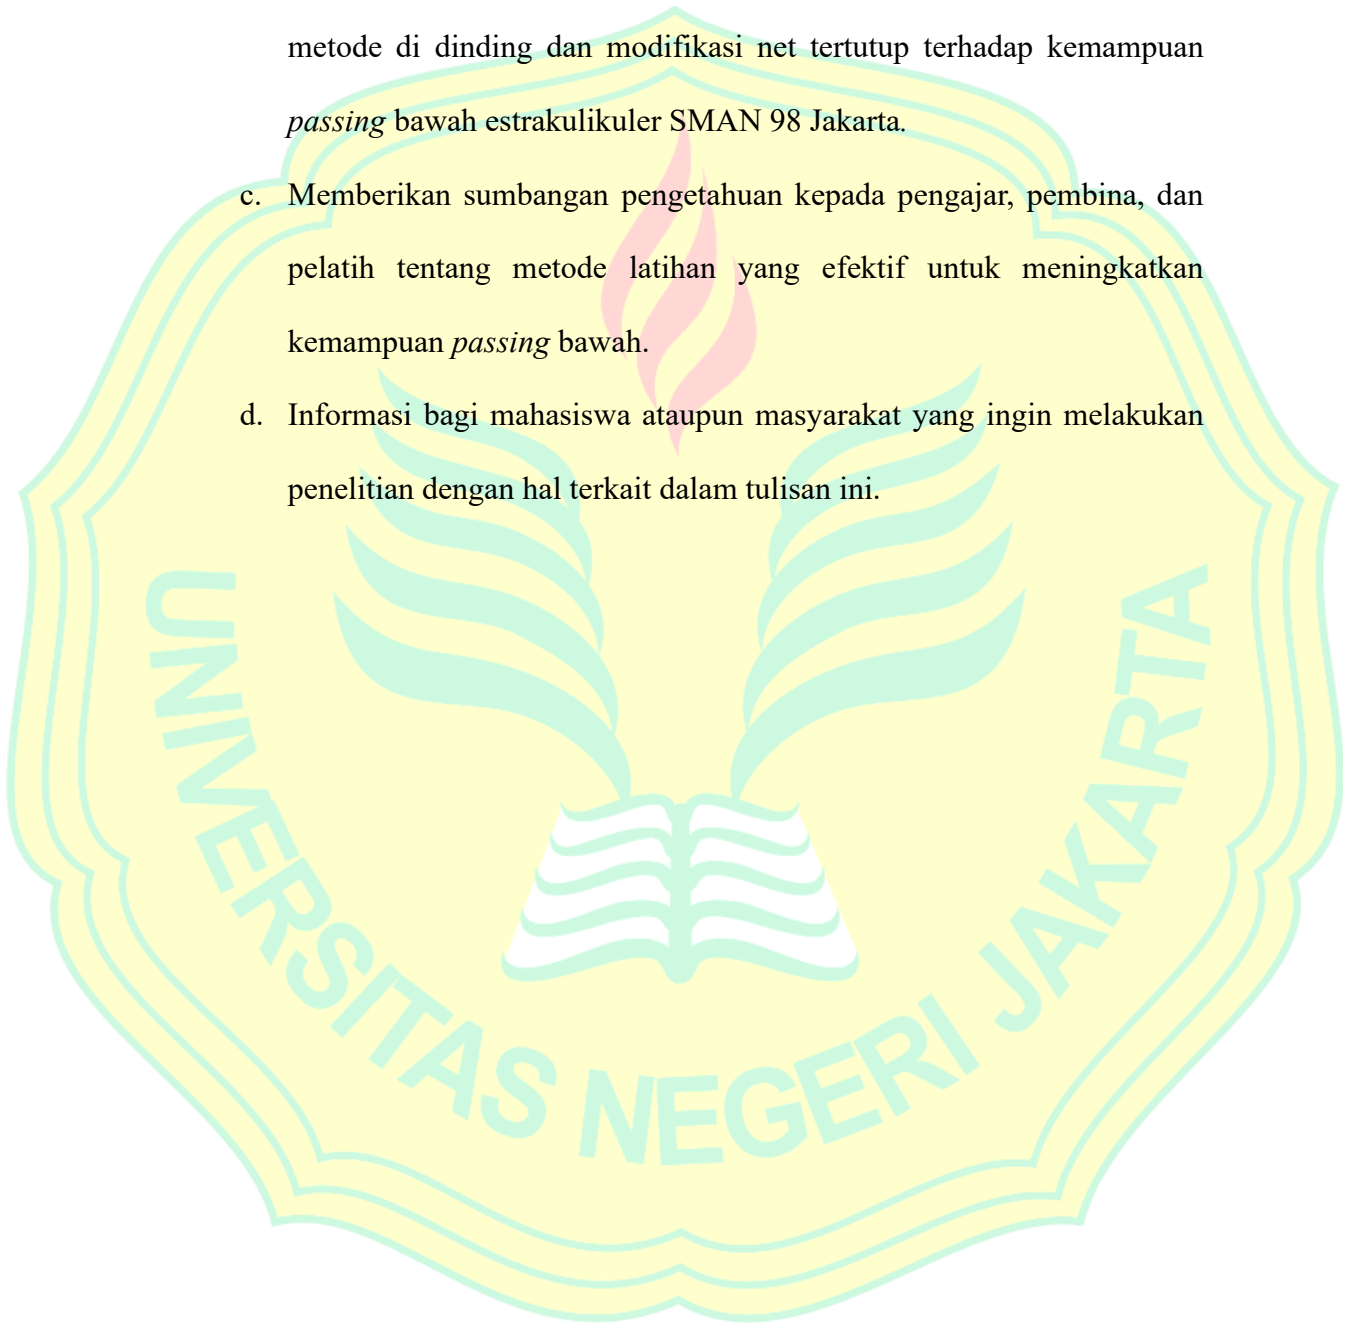 metode di dinding dan modifikasi net tertutup terhadap kemampuan
passing bawah estrakulikuler SMAN 98 Jakarta.
c. Memberikan sumbangan pengetahuan kepada pengajar, pembina, dan
pelatih tentang metode latihan yang efektif untuk meningkatkan
kemampuan passing bawah.
d. Informasi bagi mahasiswa ataupun masyarakat yang ingin melakukan
penelitian dengan hal terkait dalam tulisan ini.
UNIVERSITAS NEGERI JAKARTA